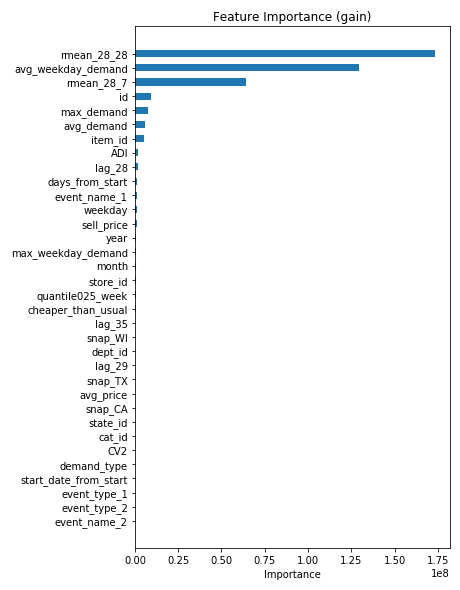 Feature Importance (gain)
rmean_28_28
avg_weekday_demand
rmean_28_7
id
max_demand
avg_demand
item_id
ADI
lag_28
days_from_start
event_name_1
weekday
sell_price
year
max_weekday_demand
month
store_id
quantile025_week
cheaper_than_usual
lag_35
snap_WI
dept_id
lag_29
snap_TX
avg_price
snap_CA
state_id
cat_id
CV2
demand_type
start_date_from_start
event_type_1
event_type_2
event_name_2
0.00 0.25 0.50 0.75 1.00 1.25 1.50 1.75
1e8
Importance